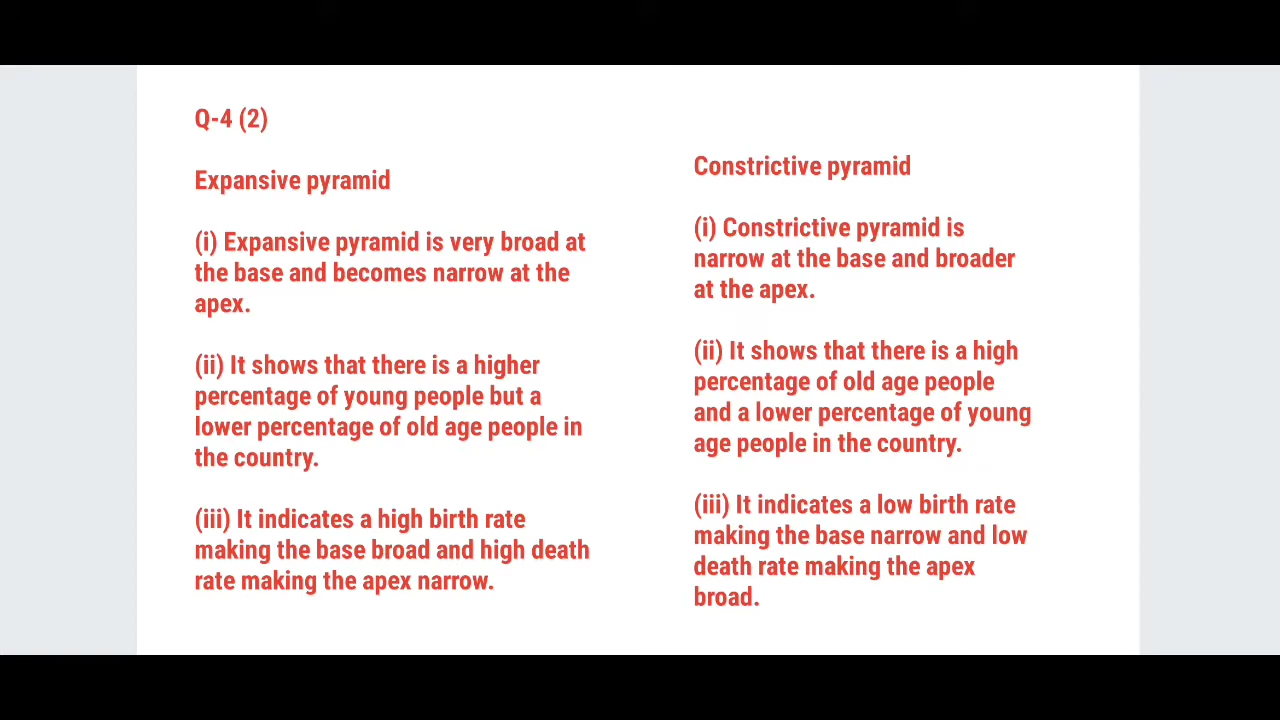 Q-4 (2)
Expansive pyramid
(i) Expansive pyramid is very broad at
the base and becomes narrow at the
apex.
(ii) It shows that there is a higher
percentage of young people but a
lower percentage of old age people in
the country.
(iii) It indicates a high birth rate
making the base broad and high death
rate making the apex narrow.
Constrictive pyramid
(i) Constrictive pyramid is
narrow at the base and broader
at the apex.
(ii) It shows that there is a high
percentage of old age people
and a lower percentage of young
age people in the country.
(iii) It indicates a low birth rate
making the base narrow and low
death rate making the apex
broad.